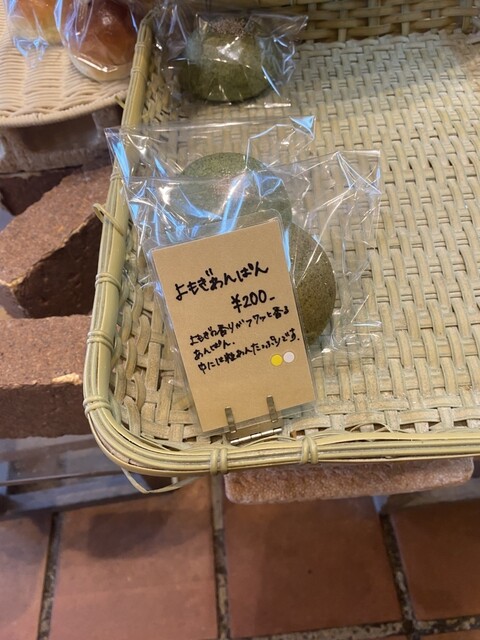 よもぎあんぱん
¥200-
よもぎの香りがフワッと香る
あんぱん。
中には粒あんたっぷりです。